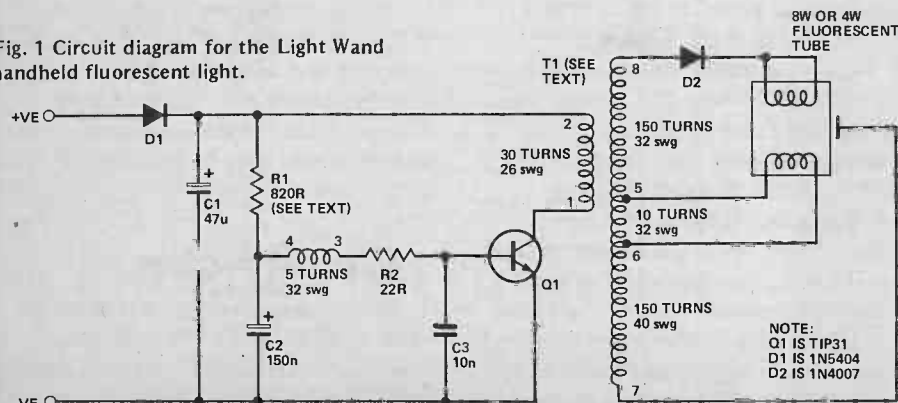 Fig. 1 Circuit diagram for the Light Wand
handheld fluorescent light.
8W OR 4W
FLUORESCENT
TUBE
T1 (SEE
TEXT)
8
D2
+VE
D1
2
30 TURNS
26 swg
1
150 TURNS
32 swg
R1
820R
(SEE TEXT)
+
C1
47u
5
10 TURNS
32 swg
6
4
3
5 TURNS
32 swg
R2
22R
Q1
+
C2
150n
C3
10n
150 TURNS
40 swg
NOTE:
Q1 IS TIP31
D1 IS 1N5404
D2 IS 1N4007
-VE
7